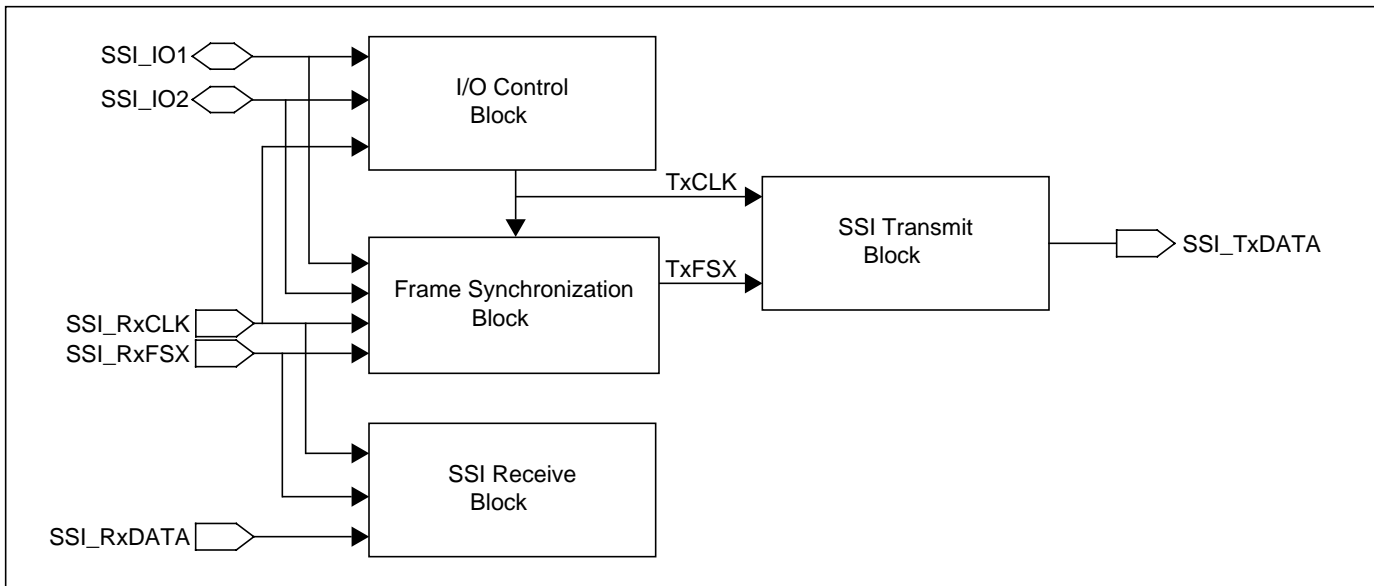 SSI_IO1
SSI_IO2
I/O Control
Block
TxCLK
SSI Transmit
Block
SSI_TxDATA
TxFSX
Frame Synchronization
Block
SSI_RxCLK
SSI_RxFSX
SSI Receive
Block
SSI_RxDATA